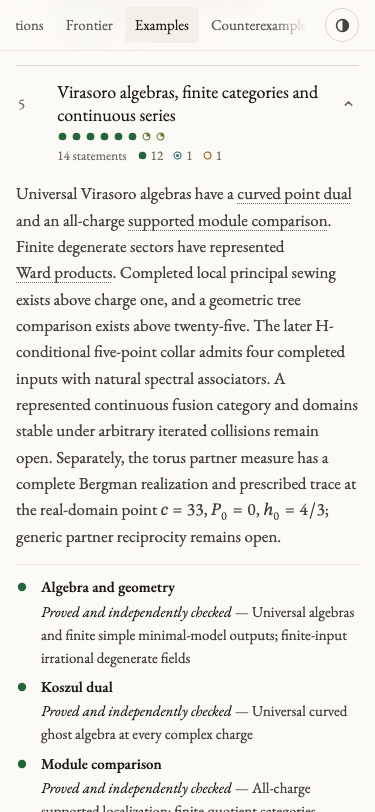 tions Frontier Examples Counterexample
5 Virasoro algebras, finite categories and
continuous series
14 statements 12 1 1
Universal Virasoro algebras have a curved point dual
and an all-charge supported module comparison.
Finite degenerate sectors have represented
Ward products. Completed local principal sewing
exists above charge one, and a geometric tree
comparison exists above twenty-five. The later H-
conditional five-point collar admits four completed
inputs with natural spectral associators. A
represented continuous fusion category and domains
stable under arbitrary iterated collisions remain
open. Separately, the torus partner measure has a
complete Bergman realization and prescribed trace at
the real-domain point c = 33, P₀ = 0, h₀ = 4/3;
generic partner reciprocity remains open.
Algebra and geometry
Proved and independently checked — Universal algebras
and finite simple minimal-model outputs; finite-input
irrational degenerate fields
Koszul dual
Proved and independently checked — Universal curved
ghost algebra at every complex charge
Module comparison
Proved and independently checked — All-charge
supported localization; finite quotient categories